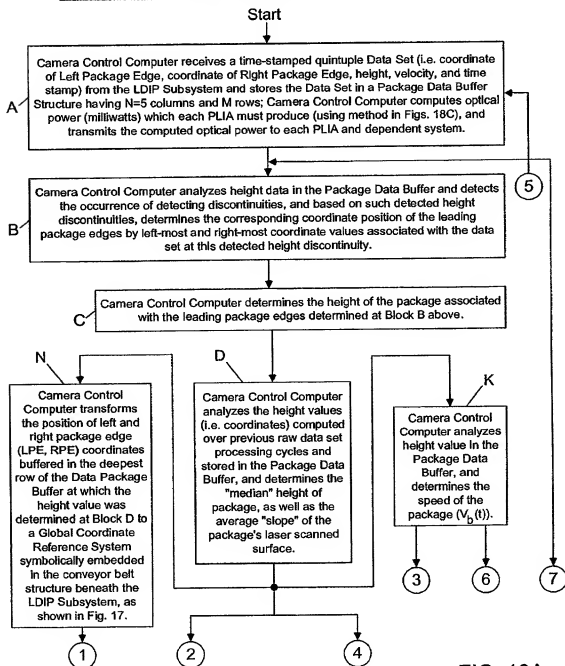 Start
Camera Control Computer receives a time-stamped quintuple Data Set (i.e. coordinate
of Left Package Edge, coordinate of Right Package Edge, height, velocity, and time
stamp) from the LDIP Subsystem and stores the Data Set in a Package Data Buffer
Structure having N=5 columns and M rows; Camera Control Computer computes optical
power (milliwatts) which each PLIA must produce (using method in Figs. 18C), and
transmits the computed optical power to each PLIA and dependent system.
A
5
Camera Control Computer analyzes height data in the Package Data Buffer and detects
the occurrence of detecting discontinuities, and based on such detected height
discontinuities, determines the corresponding coordinate position of the leading
package edges by left-most and right-most coordinate values associated with the data
set at this detected height discontinuity.
B
Camera Control Computer determines the height of the package associated
with the leading package edges determined at Block B above.
C
N
Camera Control
Computer transforms
the position of left and
right package edge
(LPE, RPE) coordinates
buffered in the deepest
row of the Data Package
Buffer at which the
height value was
determined at Block D to
a Global Coordinate
Reference System
symbolically embedded
in the conveyor belt
structure beneath the
LDIP Subsystem, as
shown in Fig. 17.
D
Camera Control Computer
analyzes the height values
(i.e. coordinates) computed
over previous raw data set
processing cycles and
stored in the Package Data
Buffer, and determines the
"median" height of
package, as well as the
average "slope" of the
package's laser scanned
surface.
K
Camera Control
Computer analyzes
height value in the
Package Data
Buffer, and
determines the
speed of the
package (Vb(t)).
3
6
7
1
2
4